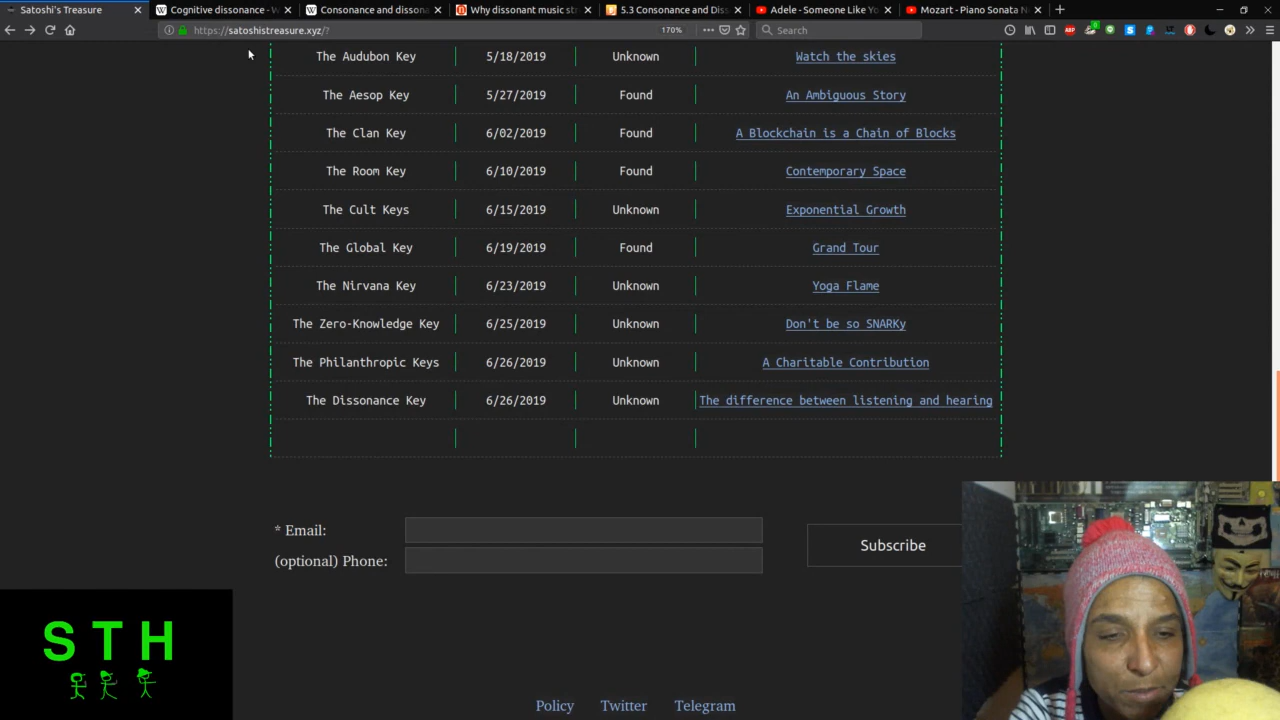 Satoshi's Treasure
Cognitive dissonance - W
Consonance and dissona
Why dissonant music str
5.3 Consonance and Diss
Adele - Someone Like Yo
Mozart - Piano Sonata No
https://satoshistreasure.xyz/?
170%
Search
The Audubon Key 5/18/2019 Unknown Watch the skies
The Aesop Key 5/27/2019 Found An Ambiguous Story
The Clan Key 6/02/2019 Found A Blockchain is a Chain of Blocks
The Room Key 6/10/2019 Found Contemporary Space
The Cult Keys 6/15/2019 Unknown Exponential Growth
The Global Key 6/19/2019 Found Grand Tour
The Nirvana Key 6/23/2019 Unknown Yoga Flame
The Zero-Knowledge Key 6/25/2019 Unknown Don't be so SNARKy
The Philanthropic Keys 6/26/2019 Unknown A Charitable Contribution
The Dissonance Key 6/26/2019 Unknown The difference between listening and hearing
* Email:
(optional) Phone:
Subscribe
STH
Policy Twitter Telegram